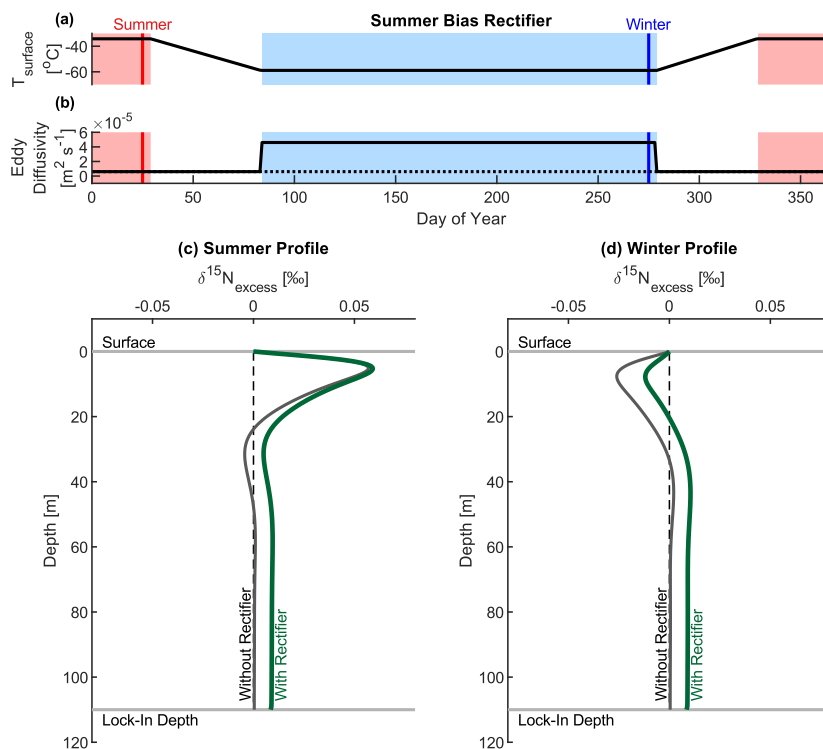 (a)
Summer Bias Rectifier
Summer
Winter
T surface
[°C]
-40
-60
(b)
×10⁻⁵
Eddy
Diffusivity
[m² s⁻¹]
6
4
2
0
0
50
100
150
200
250
300
350
Day of Year
(c) Summer Profile
δ¹⁵N excess [‰]
-0.05
0
0.05
Surface
0
20
40
60
80
100
120
Depth [m]
Without Rectifier
With Rectifier
Lock-In Depth
(d) Winter Profile
δ¹⁵N excess [‰]
-0.05
0
0.05
Surface
0
20
40
60
80
100
120
Depth [m]
Without Rectifier
With Rectifier
Lock-In Depth